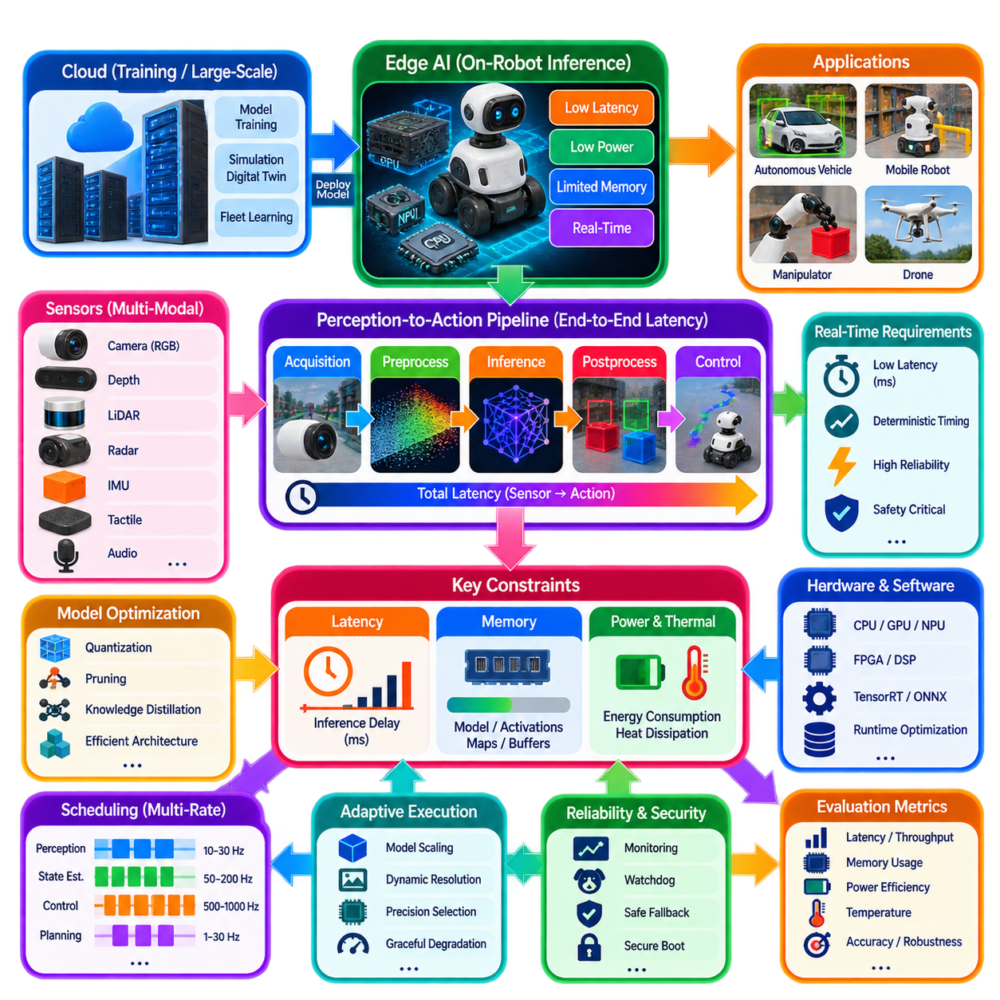 Cloud (Training / Large-Scale)
Model
Training
Simulation
Digital Twin
Fleet Learning
Deploy
Model
Edge AI (On-Robot Inference)
NPU
Low Latency
Low Power
Limited Memory
Real-Time
Applications
Autonomous Vehicle
Mobile Robot
Manipulator
Drone
Sensors (Multi-Modal)
Camera (RGB)
Depth
LiDAR
Radar
IMU
Tactile
Audio
...
Perception-to-Action Pipeline (End-to-End Latency)
Acquisition
Preprocess
Inference
Postprocess
Control
Total Latency (Sensor → Action)
Real-Time Requirements
Low Latency
(ms)
Deterministic Timing
High Reliability
Safety Critical
...
Model Optimization
Quantization
Pruning
Knowledge Distillation
Efficient Architecture
...
Key Constraints
Latency
Inference Delay
(ms)
Memory
Model / Activations
Maps / Buffers
Power & Thermal
Energy Consumption
Heat Dissipation
Herdware & Seftware
CPU / GPU / NPU
FPGA / DSP
TensorRT / ONNX
Runtime Optimization
...
Scheduling (Multi-Rate)
Perception
10-30 Hz
State Est.
50-200 Hz
Control
500-1000 Hz
Planning
1-30 Hz
...
Adaptive Execution
Model Scaling
Dynamic Resolution
Precision Selection
Graceful Degradation
...
Reliability & Security
Monitoring
Watchdog
Safe Fallback
Secure Boot
...
Evaluation Metrics
Latency / Throughput
Memory Usage
Power Efficiency
Temperature
Accuracy / Robustness
...